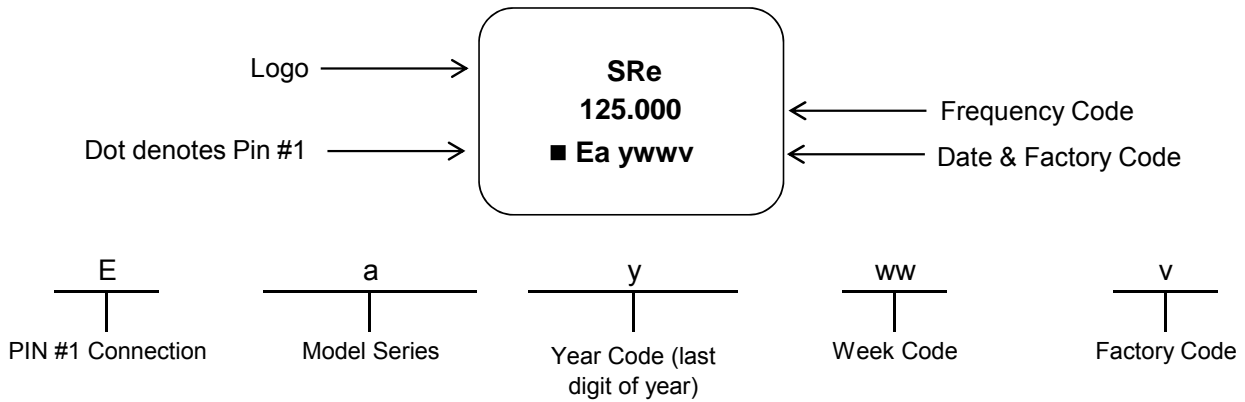 Logo
SRe
125.000
Frequency Code
Dot denotes Pin #1
■ Ea ywwv
Date & Factory Code
E
a
y
ww
v
PIN #1 Connection
Model Series
Year Code (last
digit of year)
Week Code
Factory Code